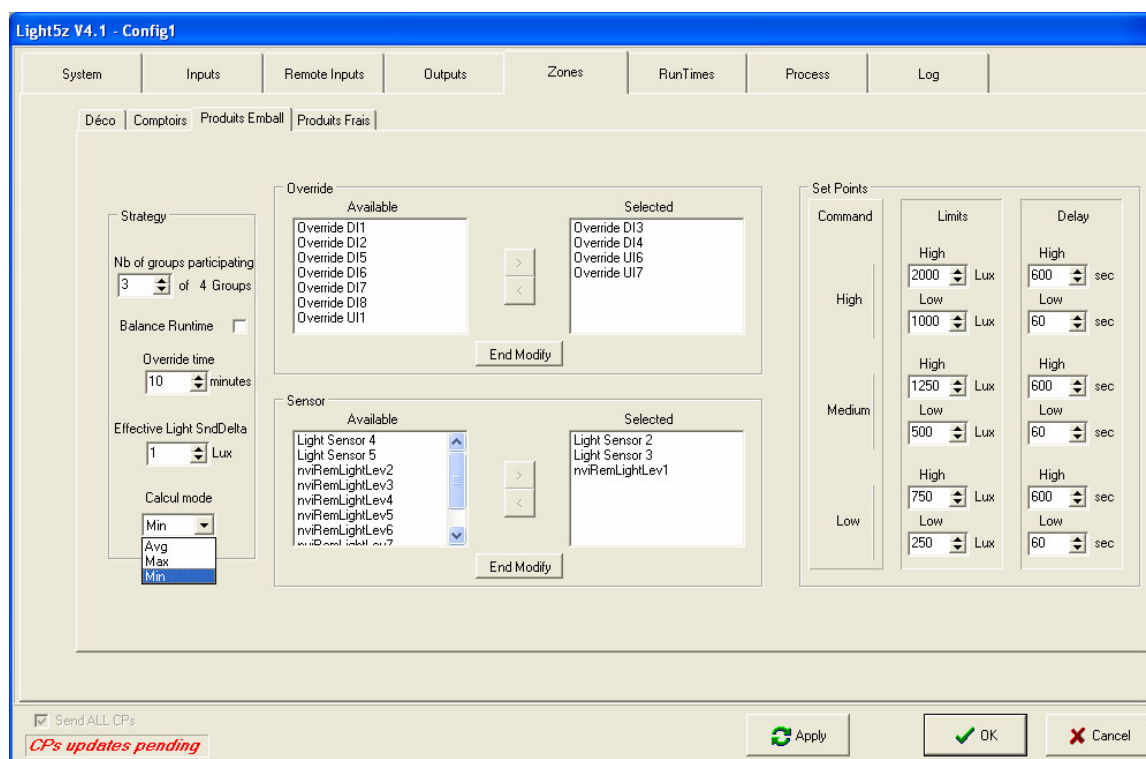 Light5z V4.1 - Config1
System Inputs Remote Inputs Outputs Zones RunTimes Process Log
Déco Comptoirs Produits Emball Produits Frais
Strategy
Nb of groups participating
3 of 4 Groups
Balance Runtime
Override time
10 minutes
Effective Light SndDelta
1 Lux
Calcul mode
Min
Avg
Max
Min
Override
Available
Override DI1
Override DI2
Override DI5
Override DI6
Override DI7
Override DI8
Override UI1
>
<
Selected
Override DI3
Override DI4
Override UI6
Override UI7
End Modify
Sensor
Available
Light Sensor 4
Light Sensor 5
nviRemLightLev2
nviRemLightLev3
nviRemLightLev4
nviRemLightLev5
nviRemLightLev6
nviRemLightLev7
>
<
Selected
Light Sensor 2
Light Sensor 3
nviRemLightLev1
End Modify
Set Points
Command Limits Delay
High High
2000 Lux 600 sec
High
Low Low
1000 Lux 60 sec
High High
1250 Lux 600 sec
Medium
Low Low
500 Lux 60 sec
High High
750 Lux 600 sec
Low
Low Low
250 Lux 60 sec
Send ALL CPs
CPs updates pending
Apply OK Cancel